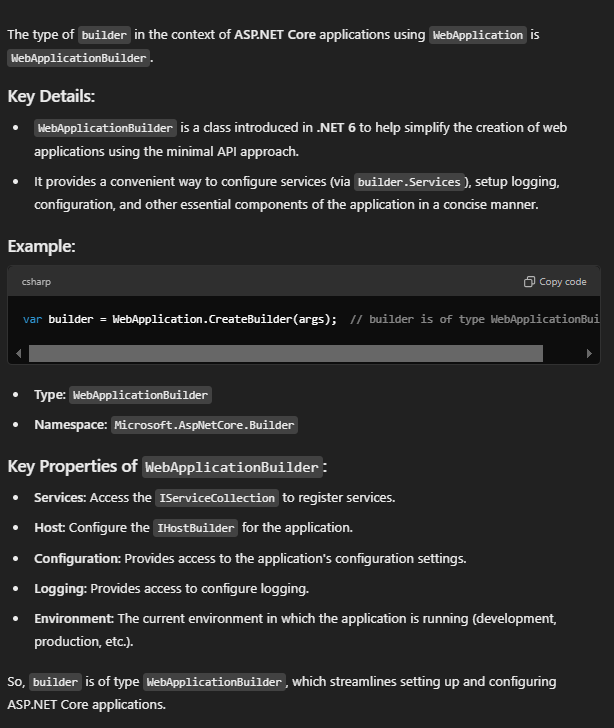 The type of builder in the context of ASP.NET Core applications using WebApplication is
WebApplicationBuilder.
Key Details:
• WebApplicationBuilder is a class introduced in .NET 6 to help simplify the creation of web
applications using the minimal API approach.
• It provides a convenient way to configure services (via builder.Services), setup logging,
configuration, and other essential components of the application in a concise manner.
Example:
csharp Copy code
var builder = WebApplication.CreateBuilder(args);  // builder is of type WebApplicationBui
• Type: WebApplicationBuilder
• Namespace: Microsoft.AspNetCore.Builder
Key Properties of WebApplicationBuilder:
• Services: Access the IServiceCollection to register services.
• Host: Configure the IHostBuilder for the application.
• Configuration: Provides access to the application's configuration settings.
• Logging: Provides access to configure logging.
• Environment: The current environment in which the application is running (development,
production, etc.).
So, builder is of type WebApplicationBuilder, which streamlines setting up and configuring
ASP.NET Core applications.